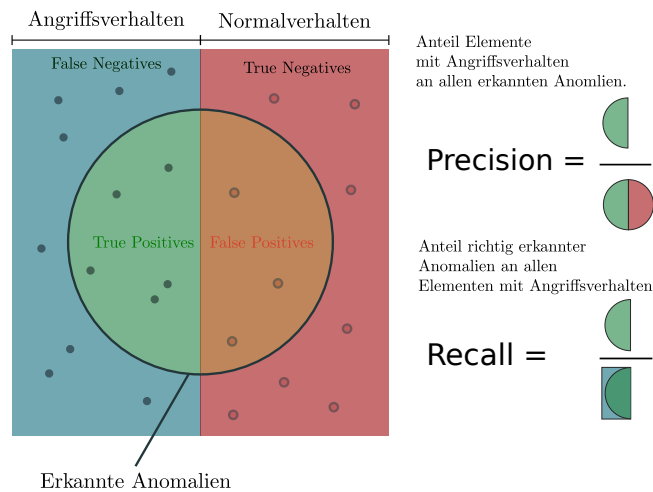 Angriffsverhalten
Normalverhalten
False Negatives
True Negatives
True Positives
False Positives
Erkannte Anomalien
Anteil Elemente
mit Angriffsverhalten
an allen erkannten Anomlien.
Precision =
Anteil richtig erkannter
Anomalien an allen
Elementen mit Angriffsverhalten
Recall =